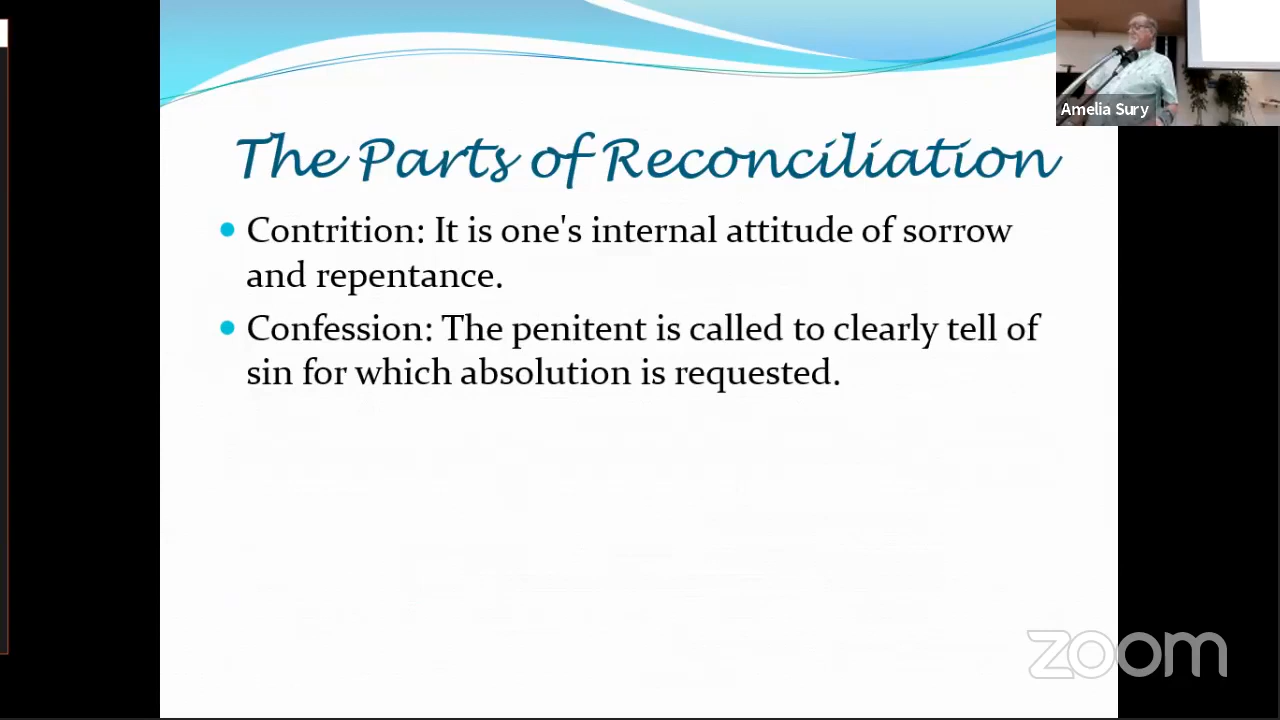 Amelia Sury
The Parts of Reconciliation
Contrition: It is one's internal attitude of sorrow
and repentance.
Confession: The penitent is called to clearly tell of
sin for which absolution is requested.
zoom